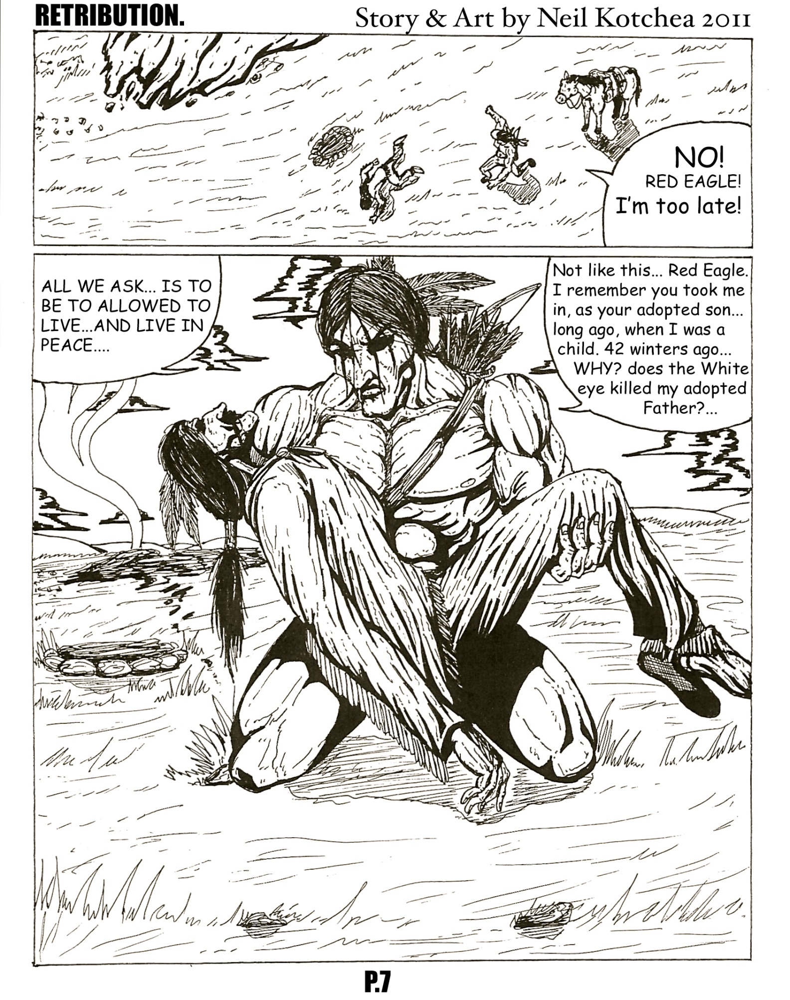 RETRIBUTION.
Story & Art by Neil Kotchea 2011
NO!
RED EAGLE!
I'm too late!
ALL WE ASK... IS TO
BE TO ALLOWED TO
LIVE...AND LIVE IN
PEACE....
Not like this... Red Eagle.
I remember you took me
in, as your adopted son...
long ago, when I was a
child. 42 winters ago...
WHY? does the White
eye killed my adopted
Father?...
P.7